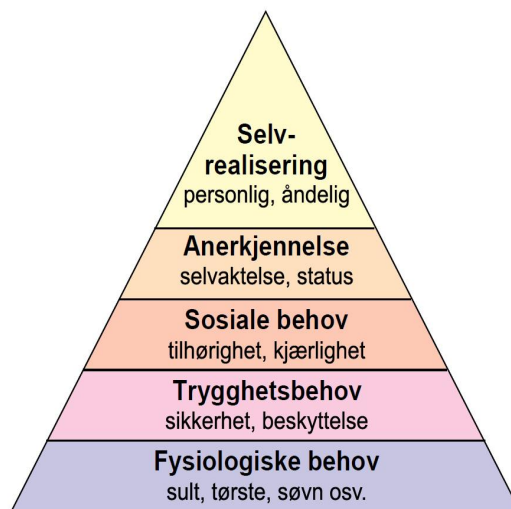 Selv-
realisering
personlig, åndelig
Anerkjennelse
selvaktelse, status
Sosiale behov
tilhørighet, kjærlighet
Trygghetsbehov
sikkerhet, beskyttelse
Fysiologiske behov
sult, tørste, søvn osv.